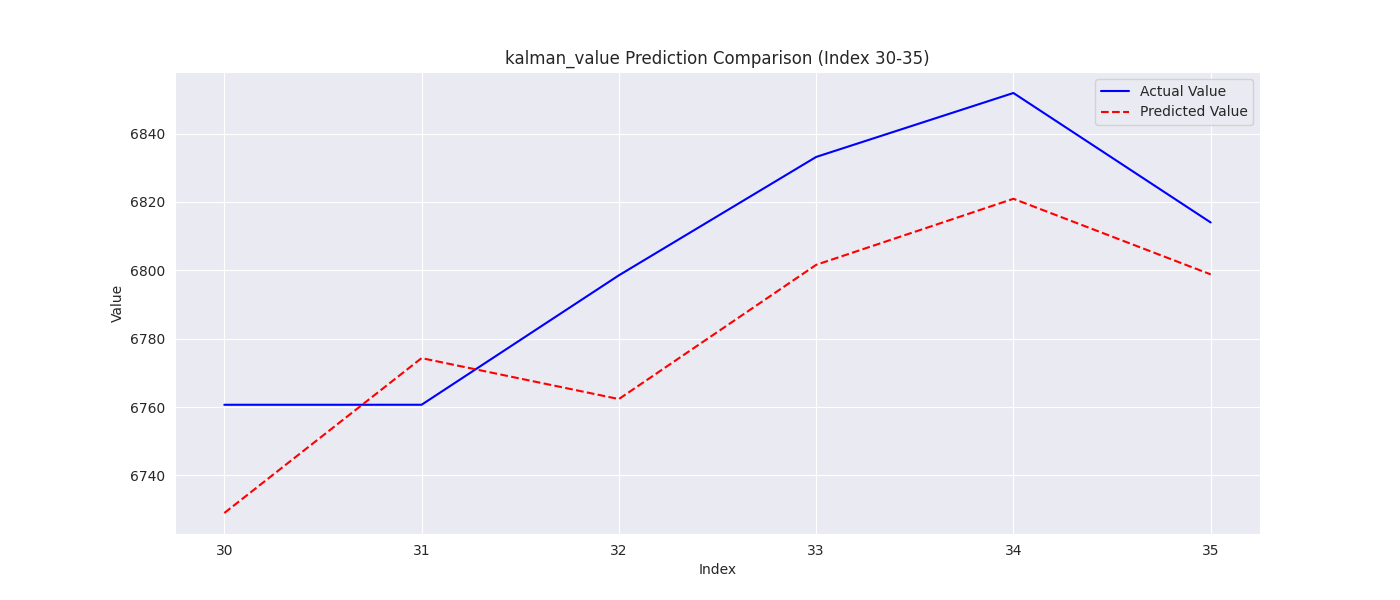 kalman_value Prediction Comparison (Index 30-35)
Actual Value
Predicted Value
6840
6820
6800
6780
6760
6740
Value
30 31 32 33 34 35
Index